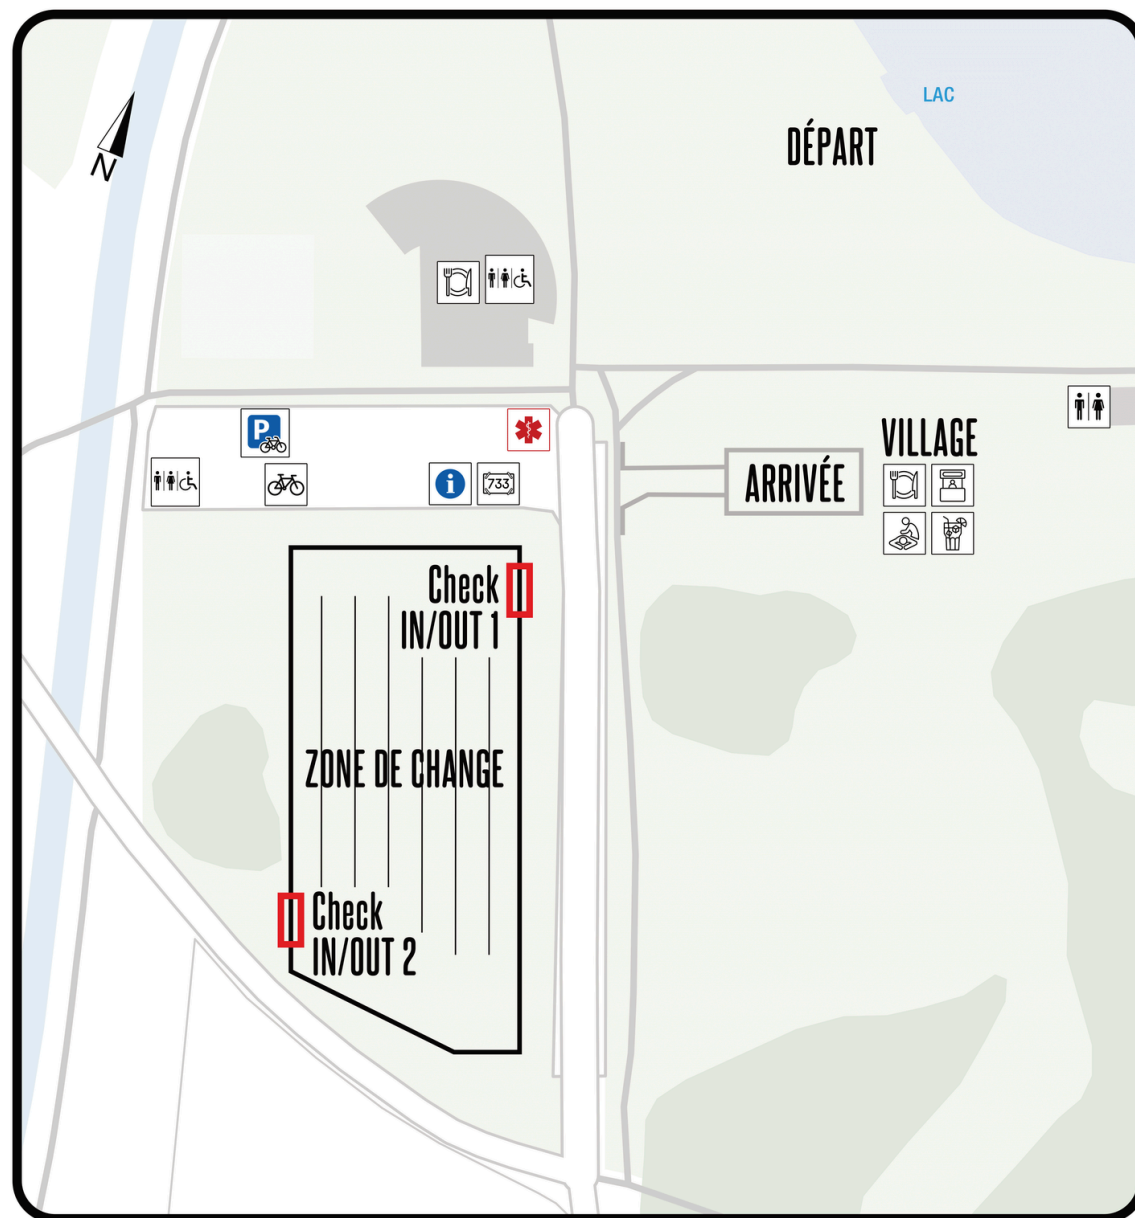 LAC
DÉPART
N
P
VILLAGE
ARRIVÉE
i
733
Check
IN/OUT 1
ZONE DE CHANGE
Check
IN/OUT 2